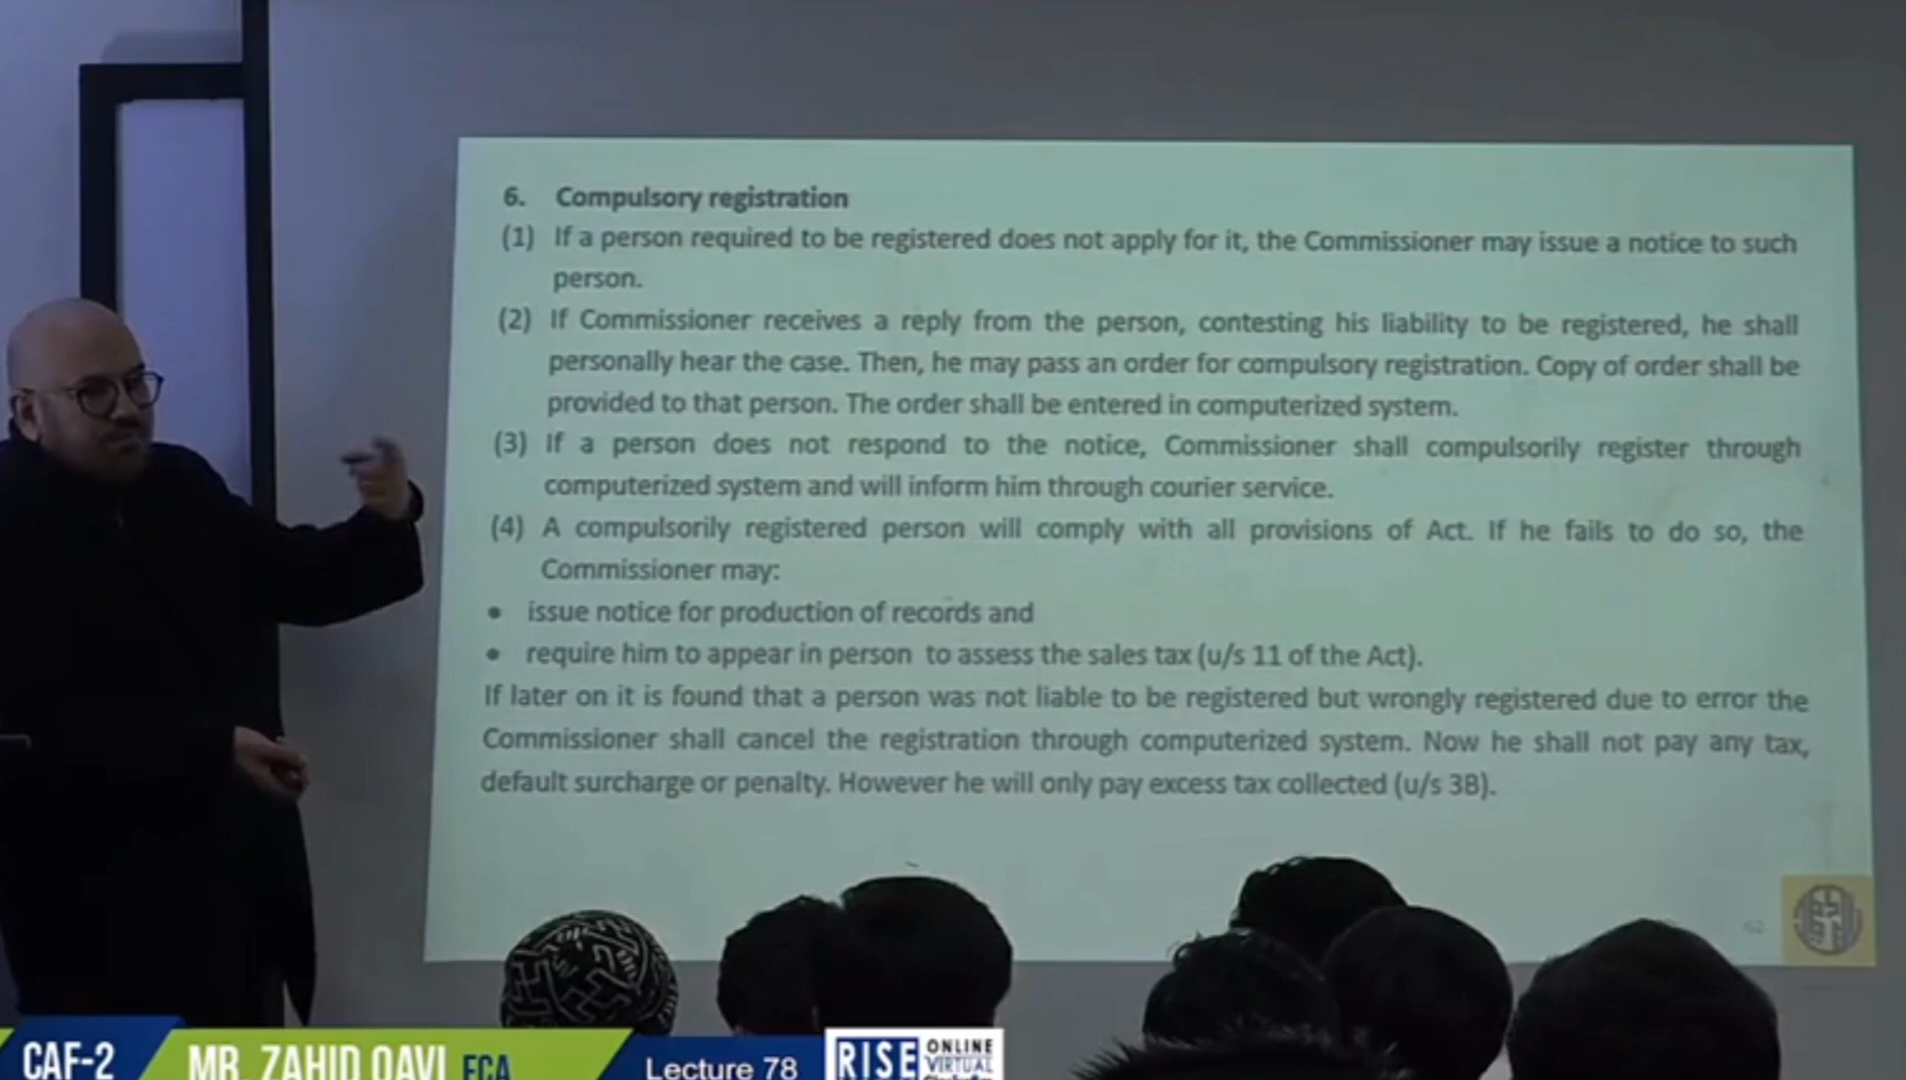 6. Compulsory registration
(1) If a person required to be registered does not apply for it, the Commissioner may issue a notice to such
person.
(2) If Commissioner receives a reply from the person, contesting his liability to be registered, he shall
personally hear the case. Then, he may pass an order for compulsory registration. Copy of order shall be
provided to that person. The order shall be entered in computerized system.
(3) If a person does not respond to the notice, Commissioner shall compulsorily register through
computerized system and will inform him through courier service.
(4) A compulsorily registered person will comply with all provisions of Act. If he fails to do so, the
Commissioner may:
• issue notice for production of records and
• require him to appear in person to assess the sales tax (u/s 11 of the Act).
If later on it is found that a person was not liable to be registered but wrongly registered due to error the
Commissioner shall cancel the registration through computerized system. Now he shall not pay any tax,
default surcharge or penalty. However he will only pay excess tax collected (u/s 3B).
CAF-2
MR. ZAHID QAVI FCA
Lecture 78
RISE ONLINE
VIRTUAL